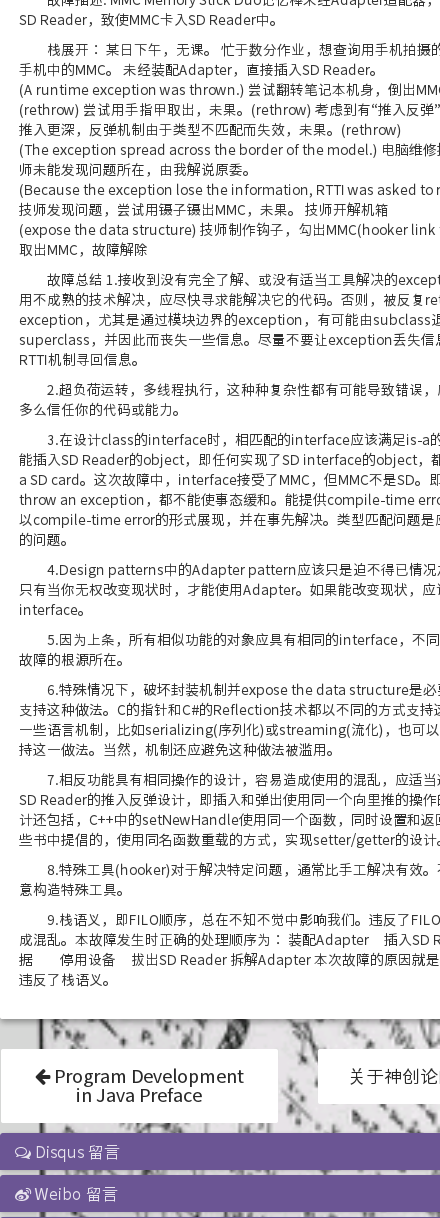 故障描述: MMC Memory Stick Duo记忆棒未经Adapter适配器，
SD Reader，致使MMC卡入SD Reader中。
栈展开： 某日下午，无课。 忙于数分作业，想查询用手机拍摄的
手机中的MMC。 未经装配Adapter，直接插入SD Reader。
(A runtime exception was thrown.) 尝试翻转笔记本机身，倒出MM
(rethrow) 尝试用手指甲取出，未果。(rethrow) 考虑到有“推入反弹”
推入更深，反弹机制由于类型不匹配而失效，未果。(rethrow)
(The exception spread across the border of the model.) 电脑维修
师未能发现问题所在，由我解说原委。
(Because the exception lose the information, RTTI was asked to
技师发现问题，尝试用镊子镊出MMC，未果。 技师开解机箱
(expose the data structure) 技师制作钩子，勾出MMC(hooker link
取出MMC，故障解除
故障总结 1.接收到没有完全了解、或没有适当工具解决的except
用不成熟的技术解决，应尽快寻求能解决它的代码。否则，被反复ret
exception，尤其是通过模块边界的exception，有可能由subclass退
superclass，并因此而丧失一些信息。尽量不要让exception丢失信息
RTTI机制寻回信息。
2.超负荷运转，多线程执行，这种种复杂性都有可能导致错误，
多么信任你的代码或能力。
3.在设计class的interface时，相匹配的interface应该满足is-a的
能插入SD Reader的object，即任何实现了SD interface的object，都
a SD card。这次故障中，interface接受了MMC，但MMC不是SD。即
throw an exception，都不能使事态缓和。能提供compile-time erro
以compile-time error的形式展现，并在事先解决。类型匹配问题是
的问题。
4.Design patterns中的Adapter pattern应该只是迫不得已情况
只有当你无权改变现状时，才能使用Adapter。如果能改变现状，应
interface。
5.因为上条，所有相似功能的对象应具有相同的interface，不同
故障的根源所在。
6.特殊情况下，破坏封装机制并expose the data structure是必
支持这种做法。C的指针和C#的Reflection技术都以不同的方式支持这
一些语言机制，比如serializing(序列化)或streaming(流化)，也可以
持这一做法。当然，机制还应避免这种做法被滥用。
7.相反功能具有相同操作的设计，容易造成使用的混乱，应适当
SD Reader的推入反弹设计，即插入和弹出使用同一个向里推的操作
计还包括，C++中的setNewHandle使用同一个函数，同时设置和返回
些书中提倡的，使用同名函数重载的方式，实现setter/getter的设计。
8.特殊工具(hooker)对于解决特定问题，通常比手工解决有效。
意构造特殊工具。
9.栈语义，即FILO顺序，总在不知不觉中影响我们。违反了FILO
成混乱。本故障发生时正确的处理顺序为： 装配Adapter 插入SD R
据 停用设备 拔出SD Reader 拆解Adapter 本次故障的原因就是
违反了栈语义。
Program Development
in Java Preface
关于神创论
Disqus 留言
Weibo 留言